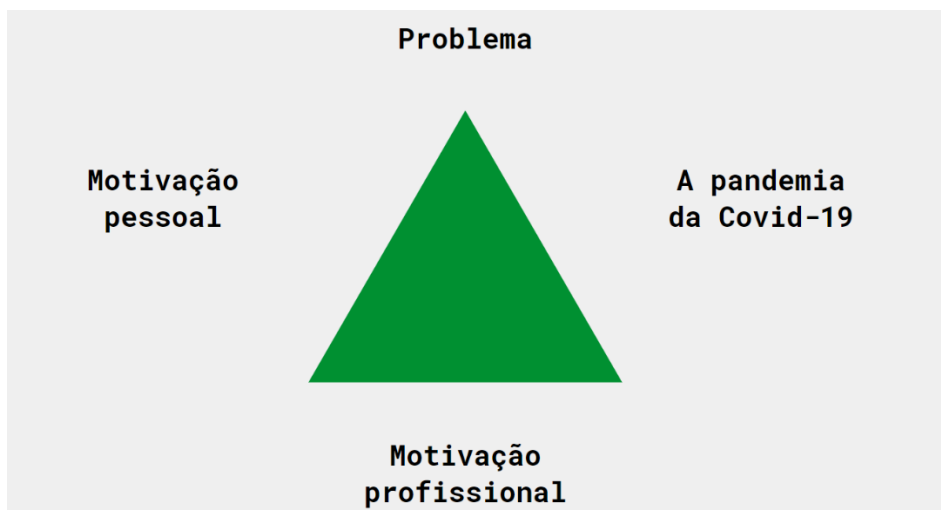 Problema
Motivação
pessoal
A pandemia
da Covid-19
Motivação
profissional